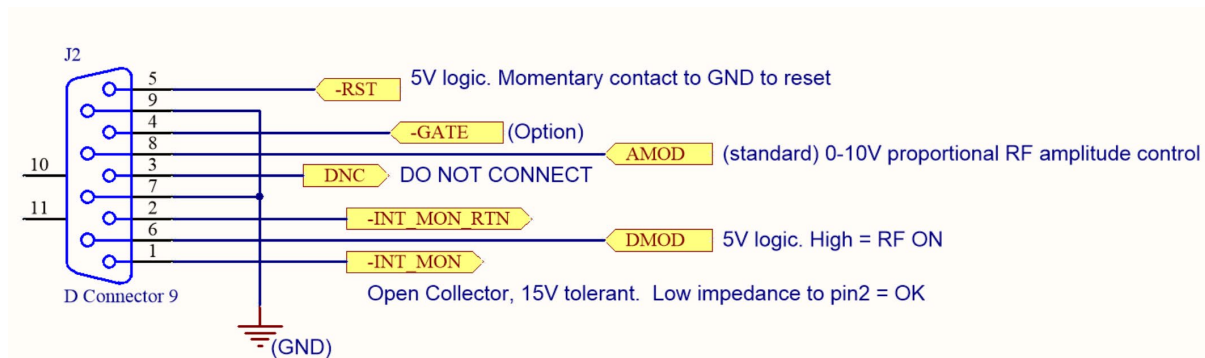 J2
5
-RST
5V logic. Momentary contact to GND to reset
9
4
-GATE
(Option)
8
AMOD
(standard) 0-10V proportional RF amplitude control
10
3
DNC
DO NOT CONNECT
7
11
2
-INT_MON_RTN
6
DMOD
5V logic. High = RF ON
1
-INT_MON
D Connector 9
Open Collector, 15V tolerant. Low impedance to pin2 = OK
(GND)